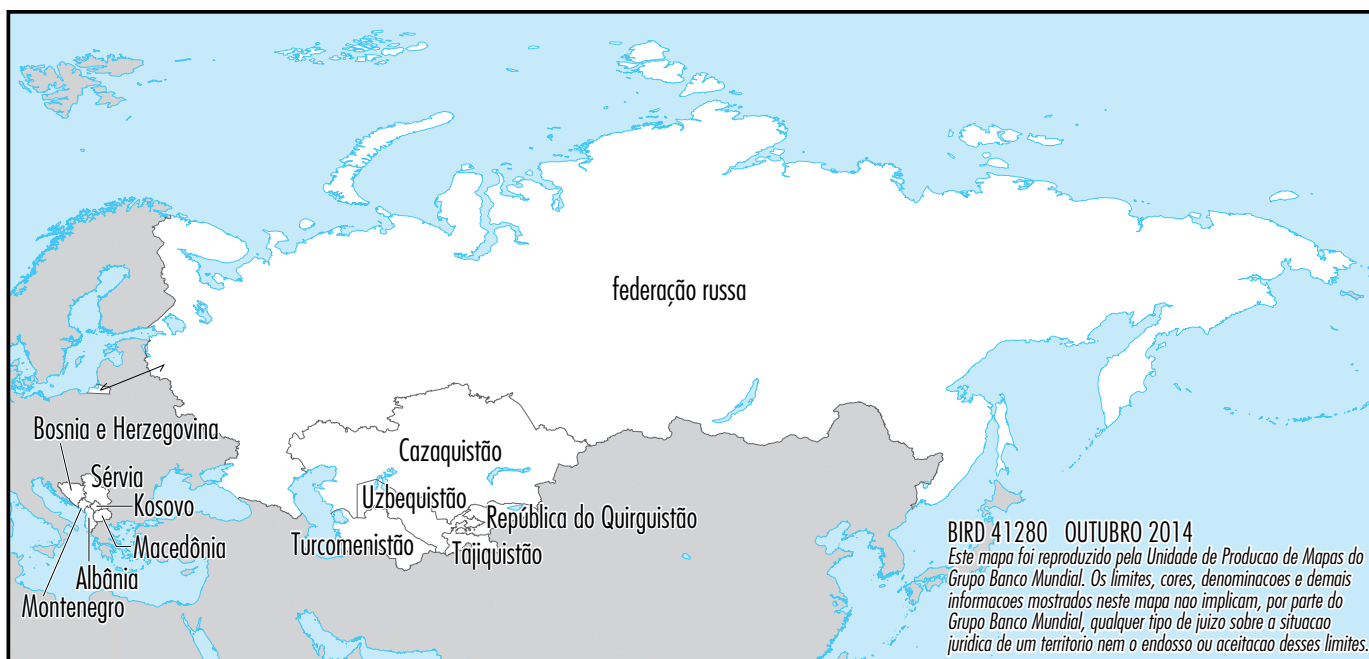 federação russa
Bosnia e Herzegovina
Cazaquistão
Sérvia
Uzbequistão
Kosovo
República do Quirguistão
Macedônia
Turcomenistão
Tajiquistão
Albânia
Montenegro
BIRD 41280 OUTUBRO 2014
Este mapa foi reproduzido pela Unidade de Producao de Mapas do
Grupo Banco Mundial. Os limites, cores, denominacoes e demais
informacoes mostrados neste mapa nao implicam, por parte do
Grupo Banco Mundial, qualquer tipo de juizo sobre a situacao
juridica de um territorio nem o endosso ou aceitacao desses limites.